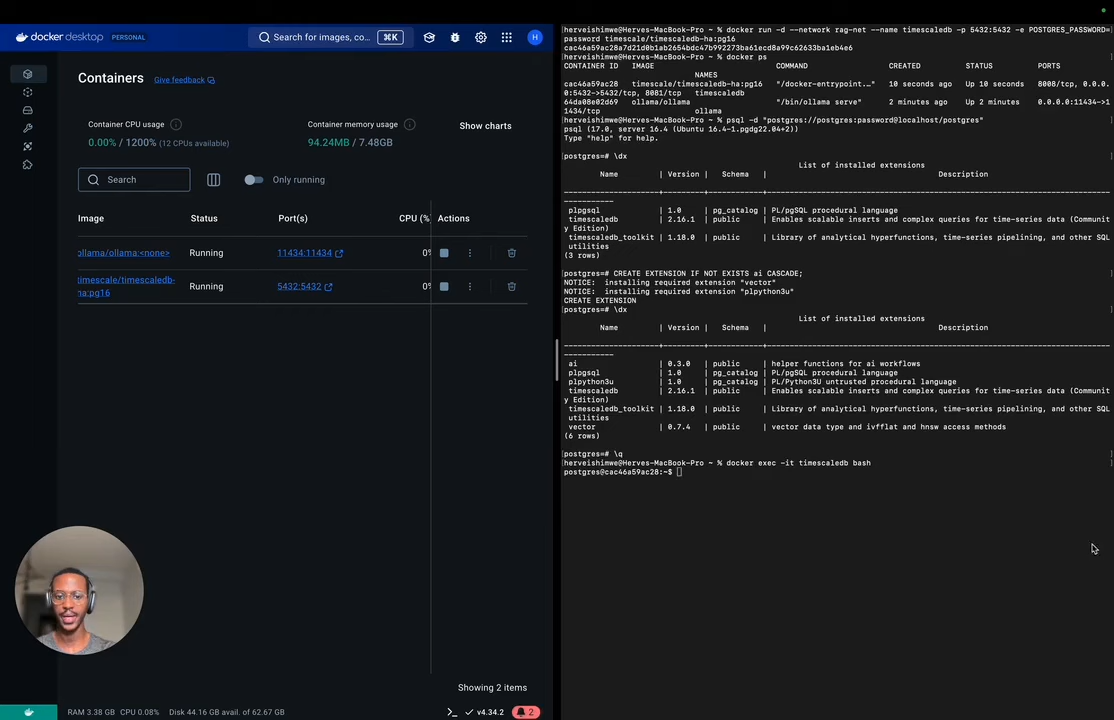 docker desktop PERSONAL
Search for images, co... ⌘K
H
Containers Give feedback
Container CPU usage
0.00% / 1200% (12 CPUs available)
Container memory usage
94.24MB / 7.48GB
Show charts
Search
Only running
Image Status Port(s) CPU (% Actions
ollama/ollama:<none> Running 11434:11434 0%
timescale/timescaledb-
ha:pg16 Running 5432:5432 0%
Showing 2 items
RAM 3.38 GB CPU 0.08% Disk 44.16 GB avail. of 62.67 GB
v4.34.2 2
herveishimwe@Herves-MacBook-Pro ~ % docker run -d --network rag-net --name timescaledb -p 5432:5432 -e POSTGRES_PASSWORD=
password timescale/timescaledb-ha:pg16
cac46a59ac28a7d21d0b1ab2654bdc47b992273ba61ecd8a99c62633ba1eb4e6
herveishimwe@Herves-MacBook-Pro ~ % docker ps
CONTAINER ID IMAGE COMMAND CREATED STATUS PORTS
NAMES
cac46a59ac28 timescale/timescaledb-ha:pg16 "/docker-entrypoint.…" 10 seconds ago Up 10 seconds 8008/tcp, 0.0.0.
0:5432->5432/tcp, 8081/tcp timescaledb
64da08e02d69 ollama/ollama "/bin/ollama serve" 2 minutes ago Up 2 minutes 0.0.0.0:11434->1
1434/tcp ollama
herveishimwe@Herves-MacBook-Pro ~ % psql -d "postgres://postgres:password@localhost/postgres"
psql (17.0, server 16.4 (Ubuntu 16.4-1.pgdg22.04+2))
Type "help" for help.
postgres=# \dx
List of installed extensions
Name | Version | Schema | Description
plpgsql | 1.0 | pg_catalog | PL/pgSQL procedural language
timescaledb | 2.16.1 | public | Enables scalable inserts and complex queries for time-series data (Communit
y Edition)
timescaledb_toolkit | 1.18.0 | public | Library of analytical hyperfunctions, time-series pipelining, and other SQL
utilities
(3 rows)
postgres=# CREATE EXTENSION IF NOT EXISTS ai CASCADE;
NOTICE: installing required extension "vector"
NOTICE: installing required extension "plpython3u"
CREATE EXTENSION
postgres=# \dx
List of installed extensions
Name | Version | Schema | Description
ai | 0.3.0 | public | helper functions for ai workflows
plpgsql | 1.0 | pg_catalog | PL/pgSQL procedural language
plpython3u | 1.0 | pg_catalog | PL/Python3U untrusted procedural language
timescaledb | 2.16.1 | public | Enables scalable inserts and complex queries for time-series data (Communit
y Edition)
timescaledb_toolkit | 1.18.0 | public | Library of analytical hyperfunctions, time-series pipelining, and other SQL
utilities
vector | 0.7.4 | public | vector data type and ivfflat and hnsw access methods
(6 rows)
postgres=# \q
herveishimwe@Herves-MacBook-Pro ~ % docker exec -it timescaledb bash
postgres@cac46a59ac28:~$